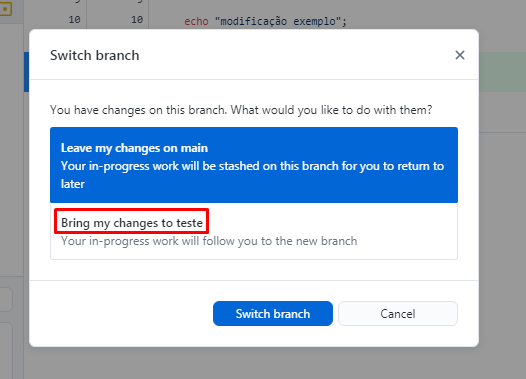 10 10 echo "modificação exemplo";
Switch branch
You have changes on this branch. What would you like to do with them?
Leave my changes on main
Your in-progress work will be stashed on this branch for you to return to
later
Bring my changes to teste
Your in-progress work will follow you to the new branch
Switch branch Cancel